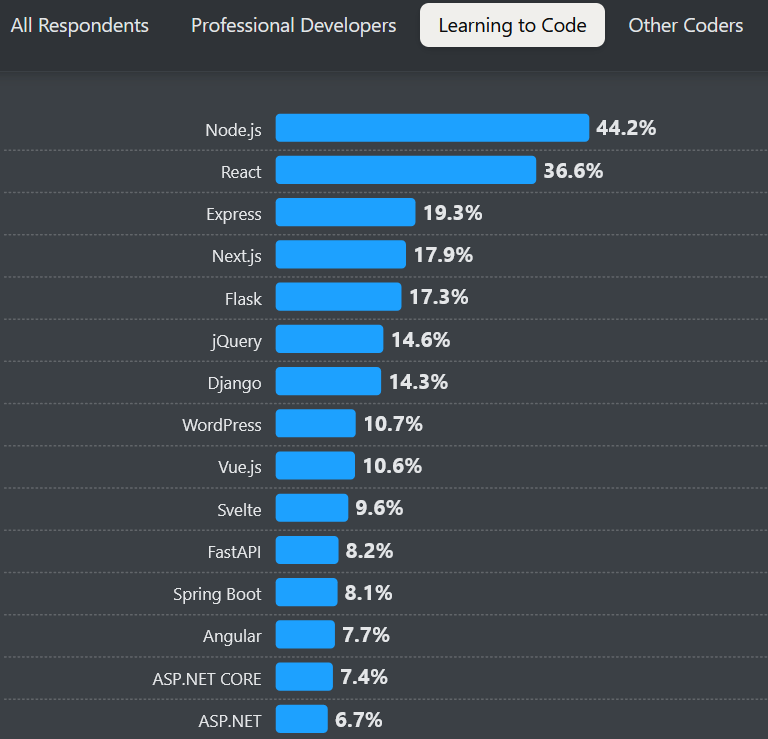 All Respondents Professional Developers Learning to Code Other Coders
Node.js 44.2%
React 36.6%
Express 19.3%
Next.js 17.9%
Flask 17.3%
jQuery 14.6%
Django 14.3%
WordPress 10.7%
Vue.js 10.6%
Svelte 9.6%
FastAPI 8.2%
Spring Boot 8.1%
Angular 7.7%
ASP.NET CORE 7.4%
ASP.NET 6.7%